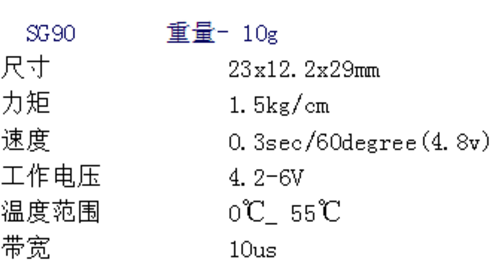 SG90 重量- 10g
尺寸 23x12.2x29mm
力矩 1.5kg/cm
速度 0.3sec/60degree(4.8v)
工作电压 4.2-6V
温度范围 0℃_ 55℃
带宽 10us